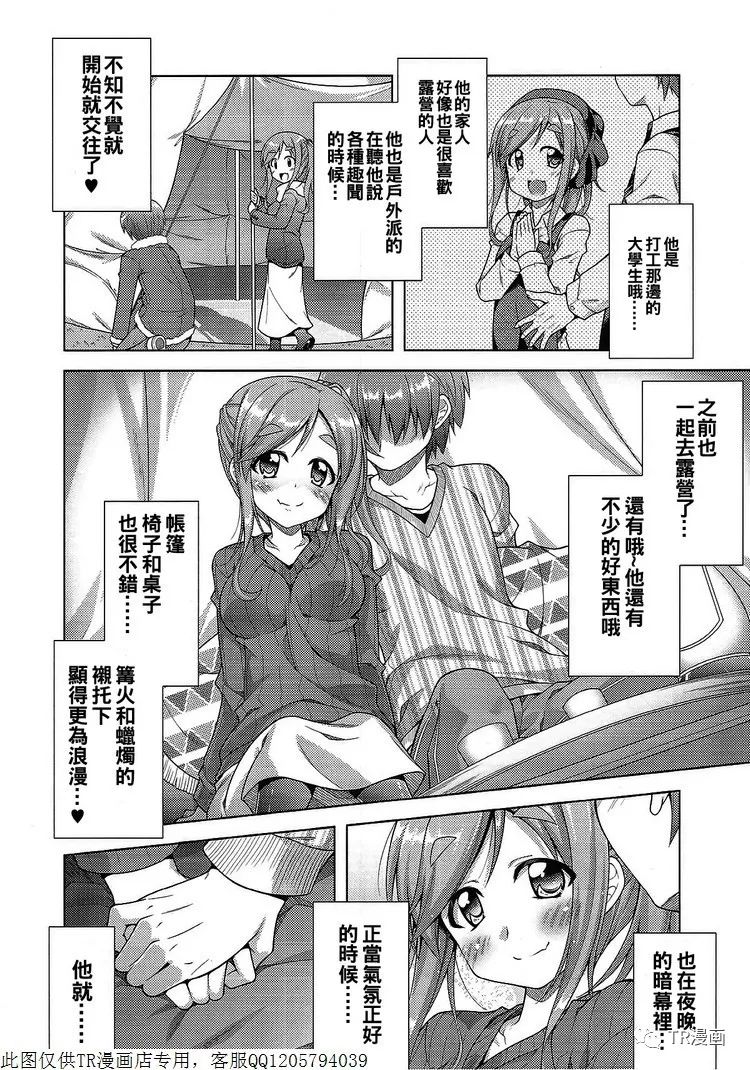 他是
打工那邊的
大學生哦……
他的家人
好像也是很喜歡
露營的人
他也是戶外派的
在聽他說
各種趣聞
的時候…
不知不覺就
開始就交往了♥
之前也
一起去露營了…
還有哦~他還有
不少的好東西哦
帳篷
椅子和桌子
也很不錯……
篝火和蠟燭的
襯托下
顯得更為浪漫…♥
也在夜晚
的暗幕裡…
正當氣氛正好
的時候……
他就……
TR漫画
此图仅供TR漫画店专用，客服QQ1205794039